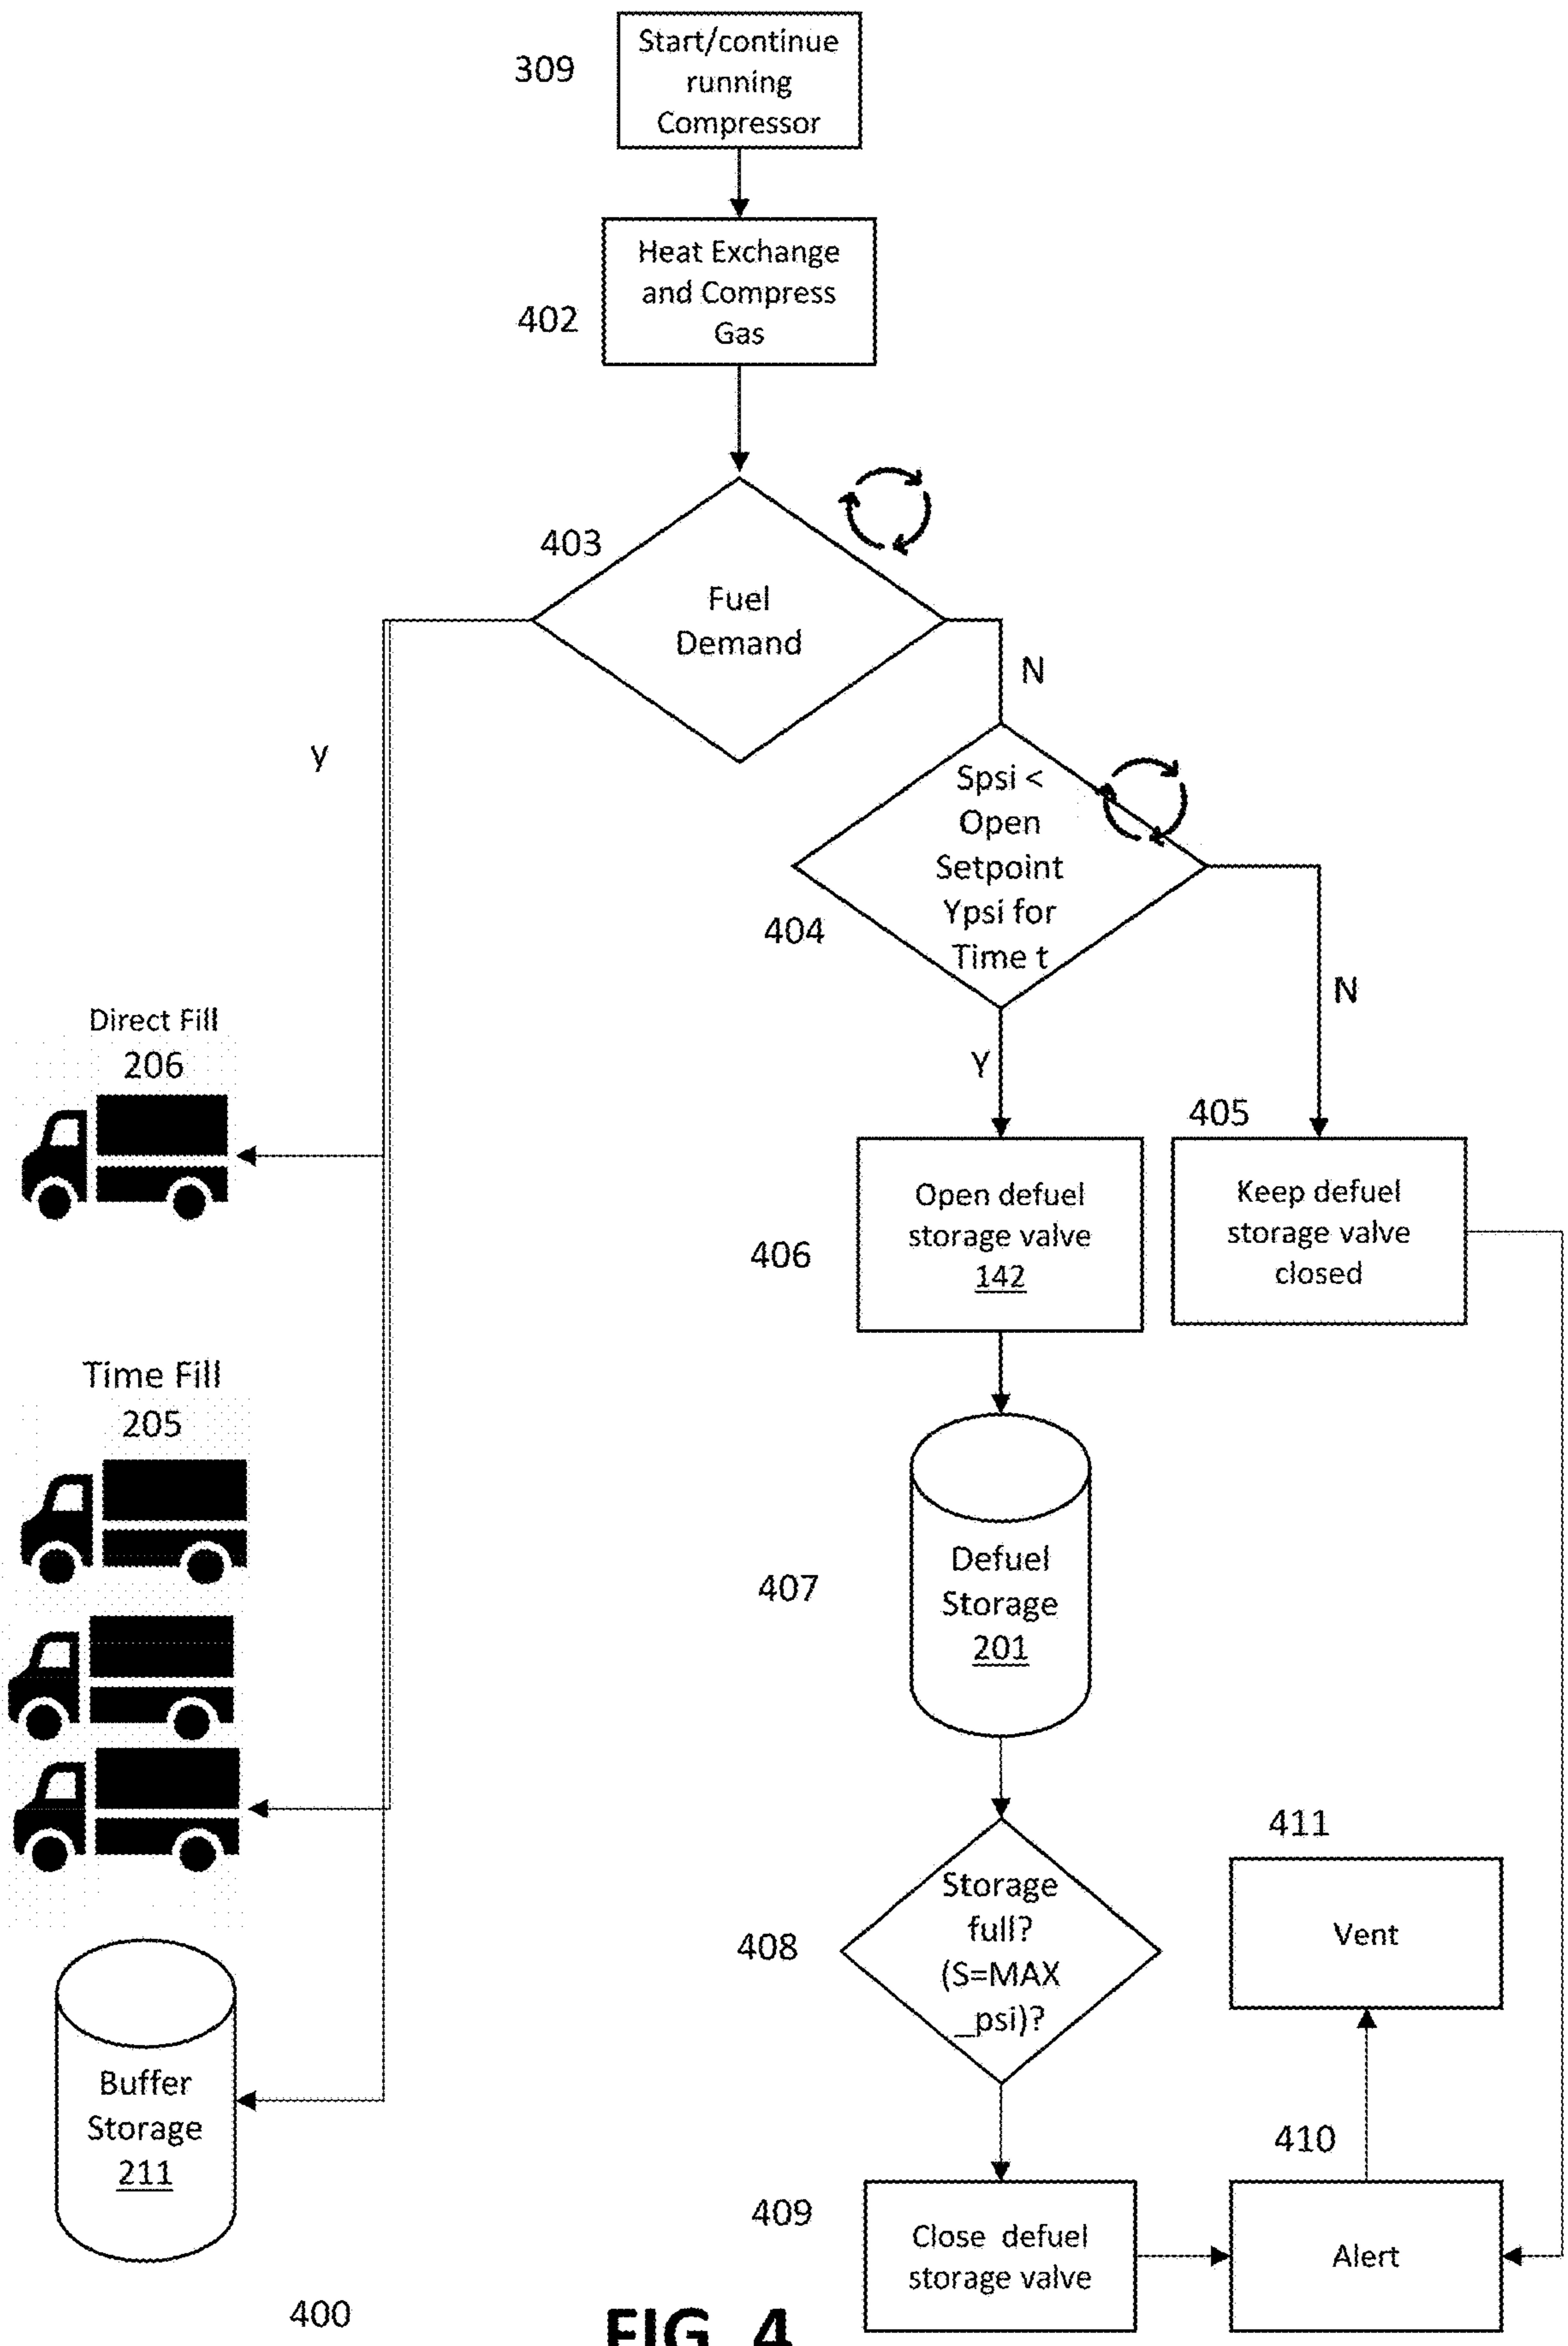 309
Start/continue
running
Compressor
402
Heat Exchange
and Compress
Gas
403
Fuel
Demand
N
y
Spsi <
Open
Setpoint
Ypsi for
Time t
404
N
Y
Direct Fill
206
405
406
Open defuel
storage valve
142
Keep defuel
storage valve
closed
Time Fill
205
407
Defuel
Storage
201
408
Storage
full?
(S=MAX
_psi)?
411
Vent
Buffer
Storage
211
410
409
Close defuel
storage valve
Alert
400
FIG. 4